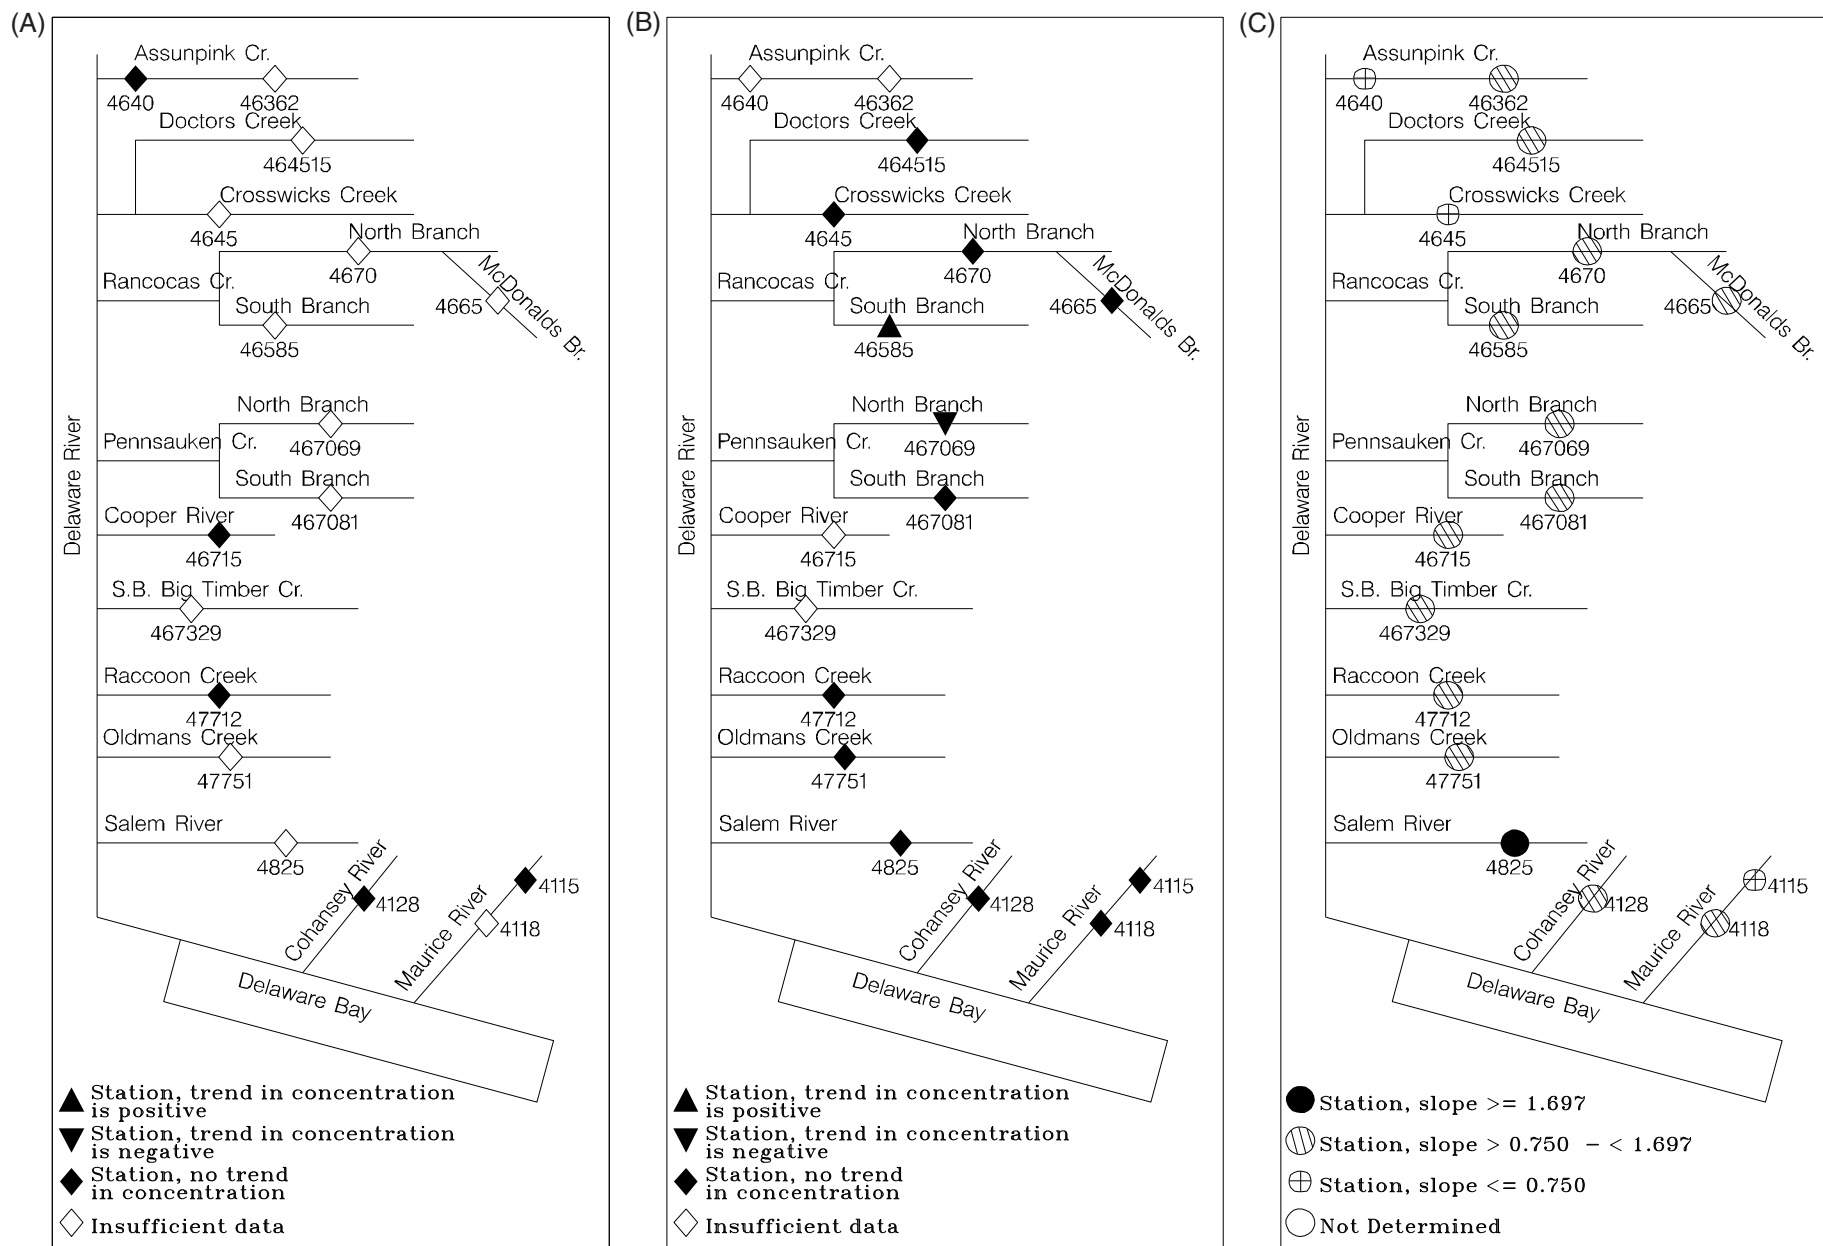 (A)
Assunpink Cr.
4640
46362
Doctors Creek
464515
Crosswicks Creek
4645
North Branch
4670
McDonalds Br.
Rancocas Cr.
4665
South Branch
46585
North Branch
467069
Pennsauken Cr.
South Branch
467081
Delaware River
Cooper River
46715
S.B. Big Timber Cr.
467329
Raccoon Creek
47712
Oldmans Creek
47751
Salem River
4825
Cohansey River
4128
Maurice River
4115
4118
Delaware Bay
Station, trend in concentration
is positive
Station, trend in concentration
is negative
Station, no trend
in concentration
Insufficient data
(B)
Assunpink Cr.
4640
46362
Doctors Creek
464515
Crosswicks Creek
4645
North Branch
4670
McDonalds Br.
Rancocas Cr.
4665
South Branch
46585
North Branch
467069
Pennsauken Cr.
South Branch
467081
Delaware River
Cooper River
46715
S.B. Big Timber Cr.
467329
Raccoon Creek
47712
Oldmans Creek
47751
Salem River
4825
Cohansey River
4128
Maurice River
4115
4118
Delaware Bay
Station, trend in concentration
is positive
Station, trend in concentration
is negative
Station, no trend
in concentration
Insufficient data
(C)
Assunpink Cr.
4640
46362
Doctors Creek
464515
Crosswicks Creek
4645
North Branch
4670
McDonalds Br.
Rancocas Cr.
4665
South Branch
46585
North Branch
467069
Pennsauken Cr.
South Branch
467081
Delaware River
Cooper River
46715
S.B. Big Timber Cr.
467329
Raccoon Creek
47712
Oldmans Creek
47751
Salem River
4825
Cohansey River
4128
Maurice River
4115
4118
Delaware Bay
Station, slope >= 1.697
Station, slope > 0.750 – < 1.697
Station, slope <= 0.750
Not Determined